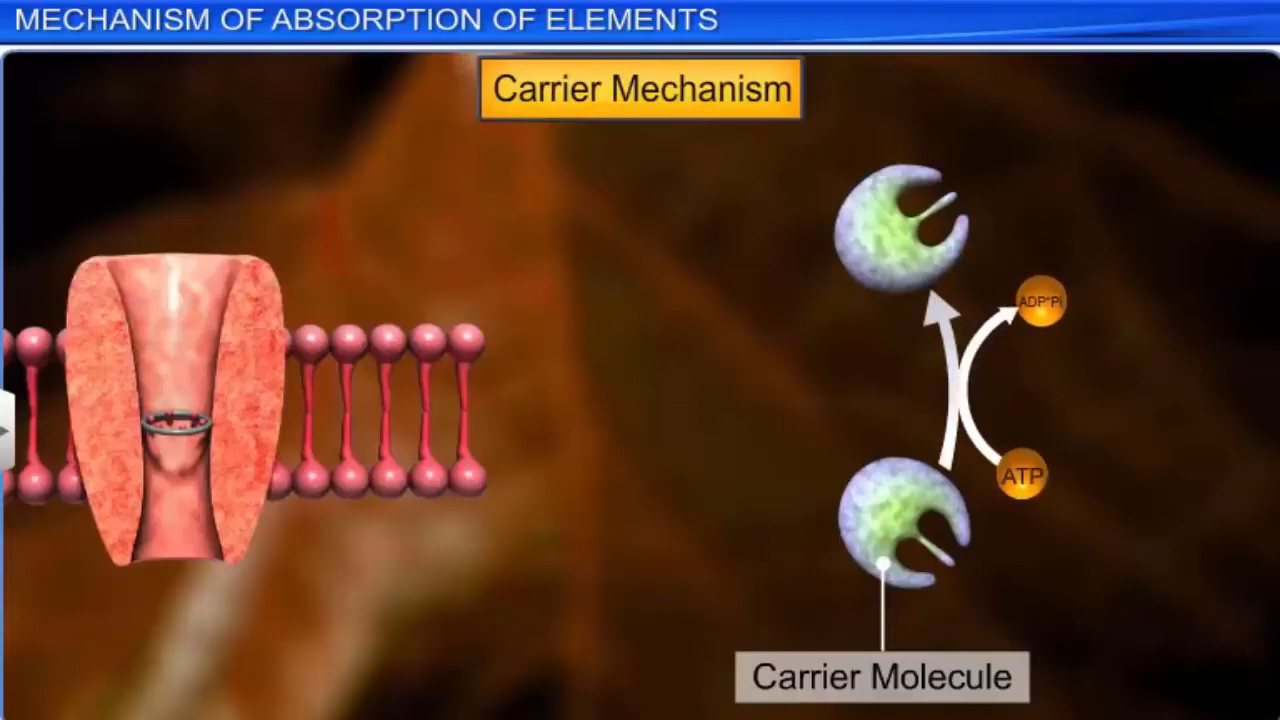 MECHANISM OF ABSORPTION OF ELEMENTS
Carrier Mechanism
ADP*Pi
ATP
Carrier Molecule